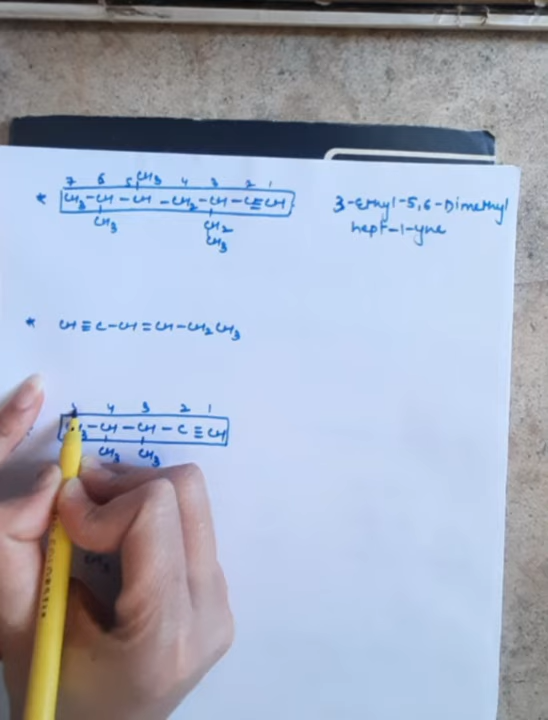 7 6 5 CH3 4 3 2 1
* CH3-CH-CH-CH2-CH-C≡CH 3-Ethyl-5,6-Dimethyl
CH3 CH2 hept-1-yne
CH3
* CH≡C-CH=CH-CH2CH3
4 3 2 1
-CH-CH-C≡CH
CH3 CH3
CH3